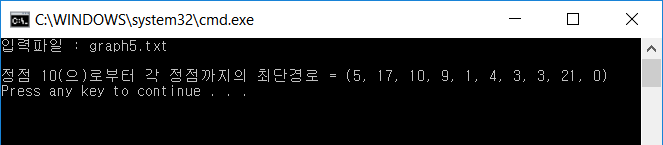 C:\WINDOWS\system32\cmd.exe
입력파일 : graph5.txt
정점 10(으)로부터 각 정점까지의 최단경로 = (5, 17, 10, 9, 1, 4, 3, 3, 21, 0)
Press any key to continue . . .